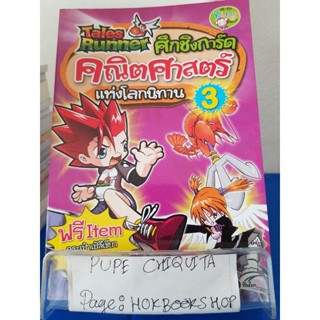 Tales Runner ศึกชิงการ์ด
คณิตศาสตร์
แห่งโลกนิทาน 3
ฟรี Item
PUPE CHIQUITA
Page: HOKBOOKSHOP